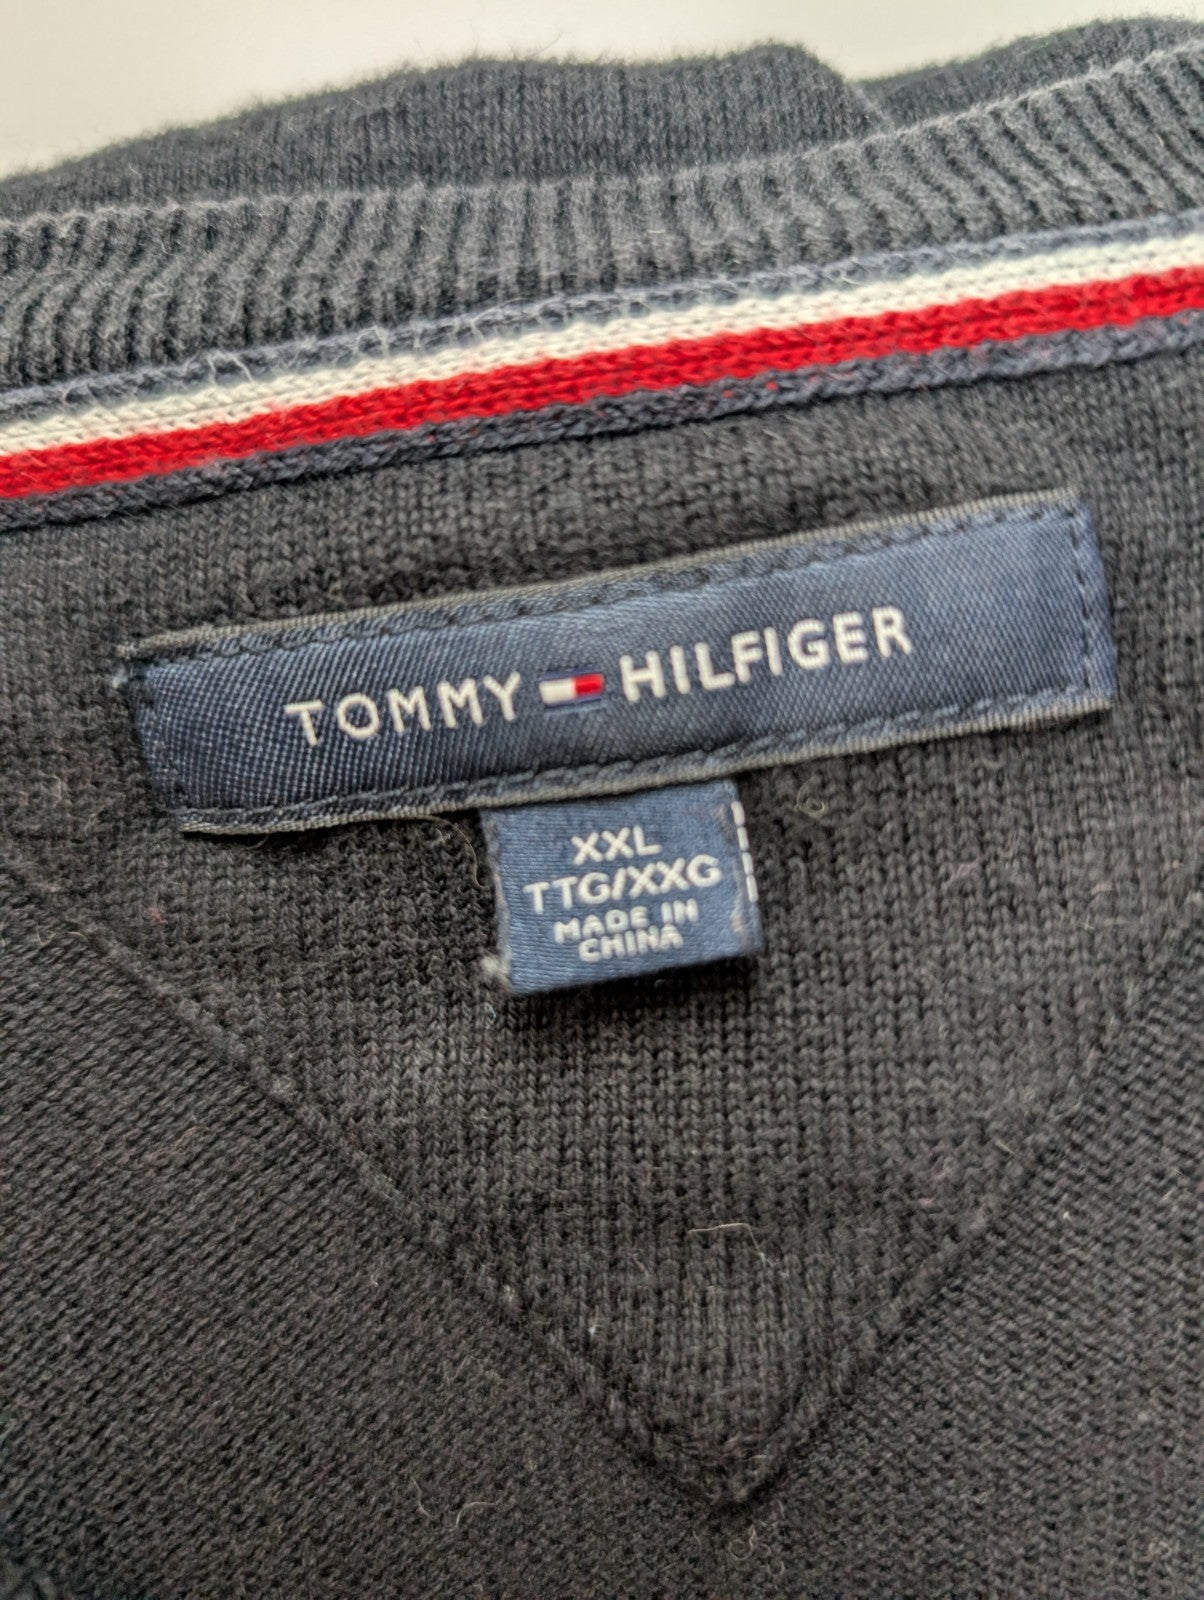 TOMMY HILFIGER
XXL
TTG/XXG
MADE IN
CHINA